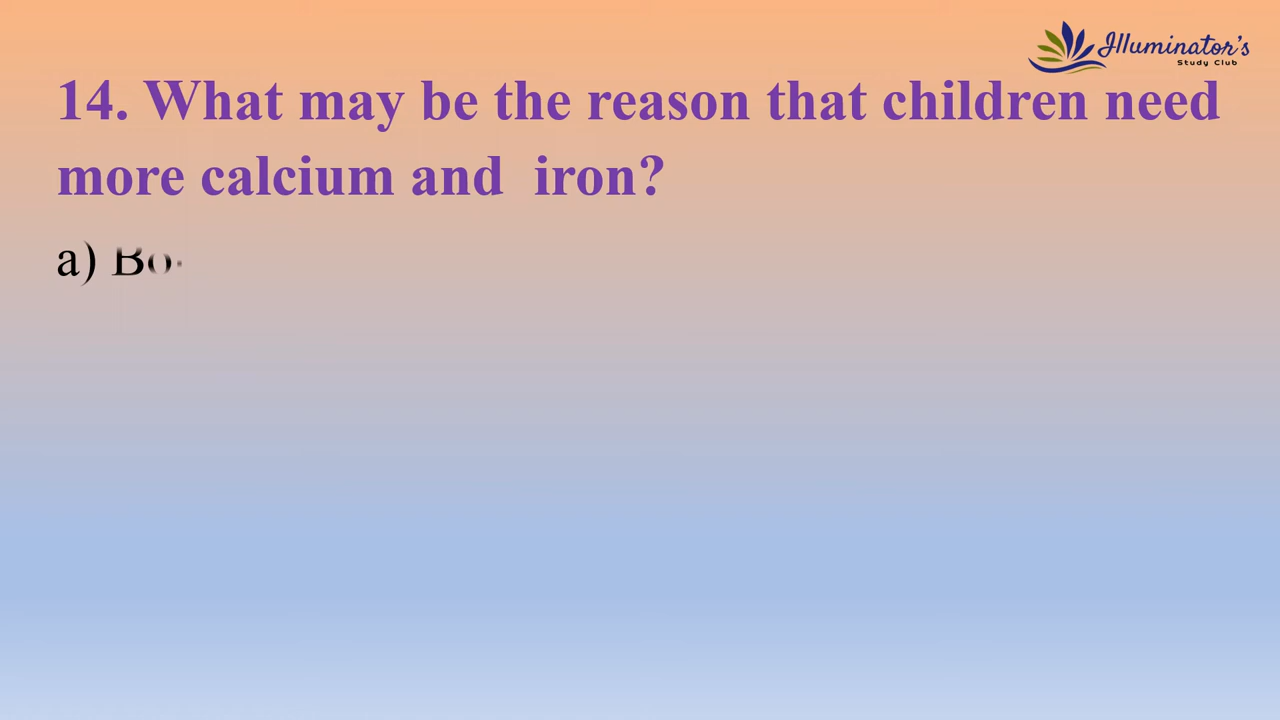 Illuminator's
Study Club
14. What may be the reason that children need
more calcium and iron?
a)